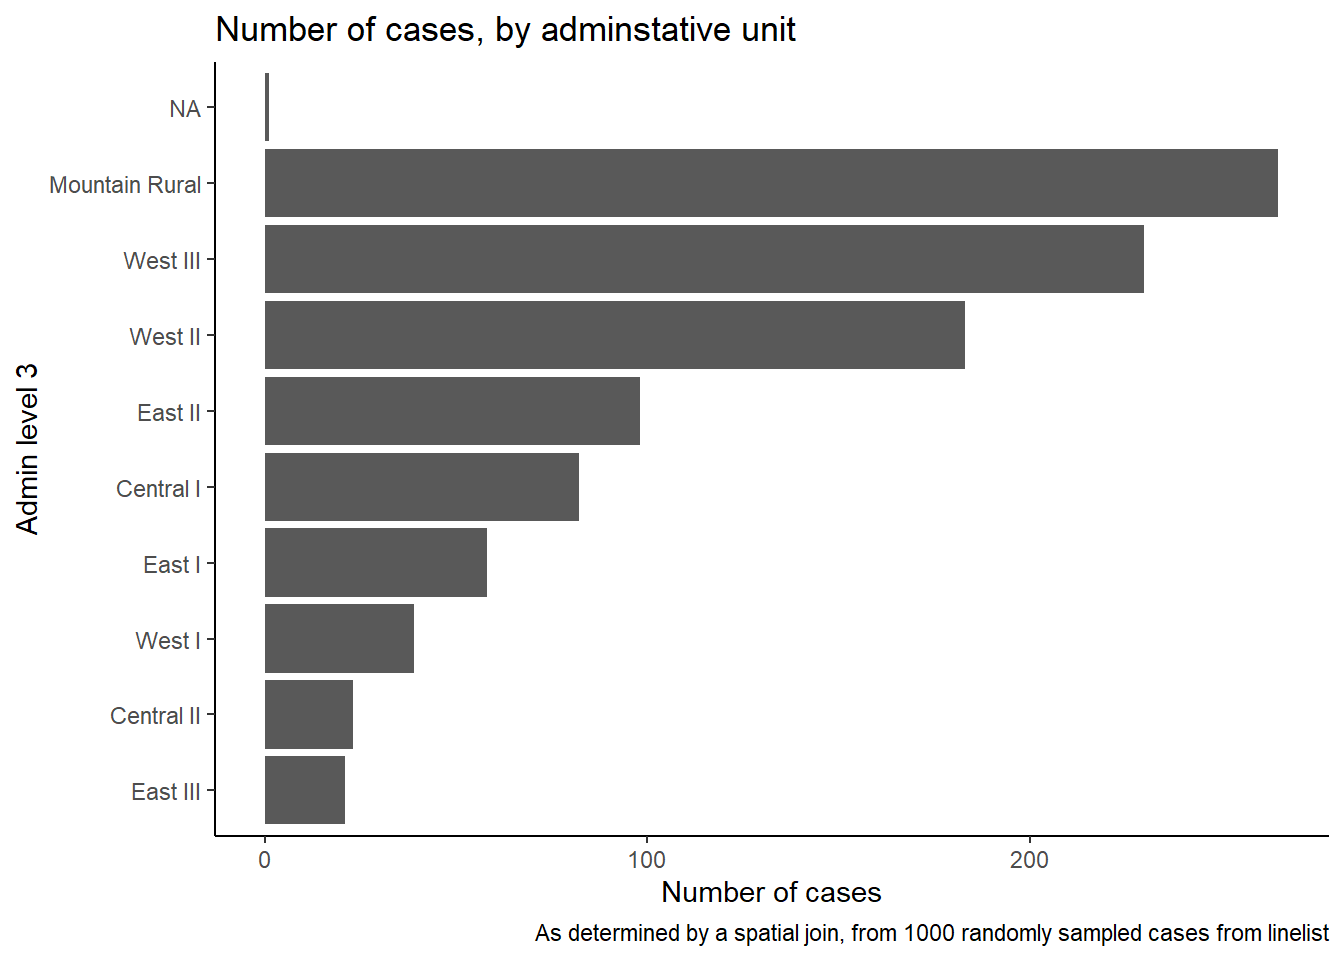 Number of cases, by adminstative unit
NA
Mountain Rural
West III
West II
East II
Central I
East I
West I
Central II
East III
Admin level 3
0 100 200
Number of cases
As determined by a spatial join, from 1000 randomly sampled cases from linelist